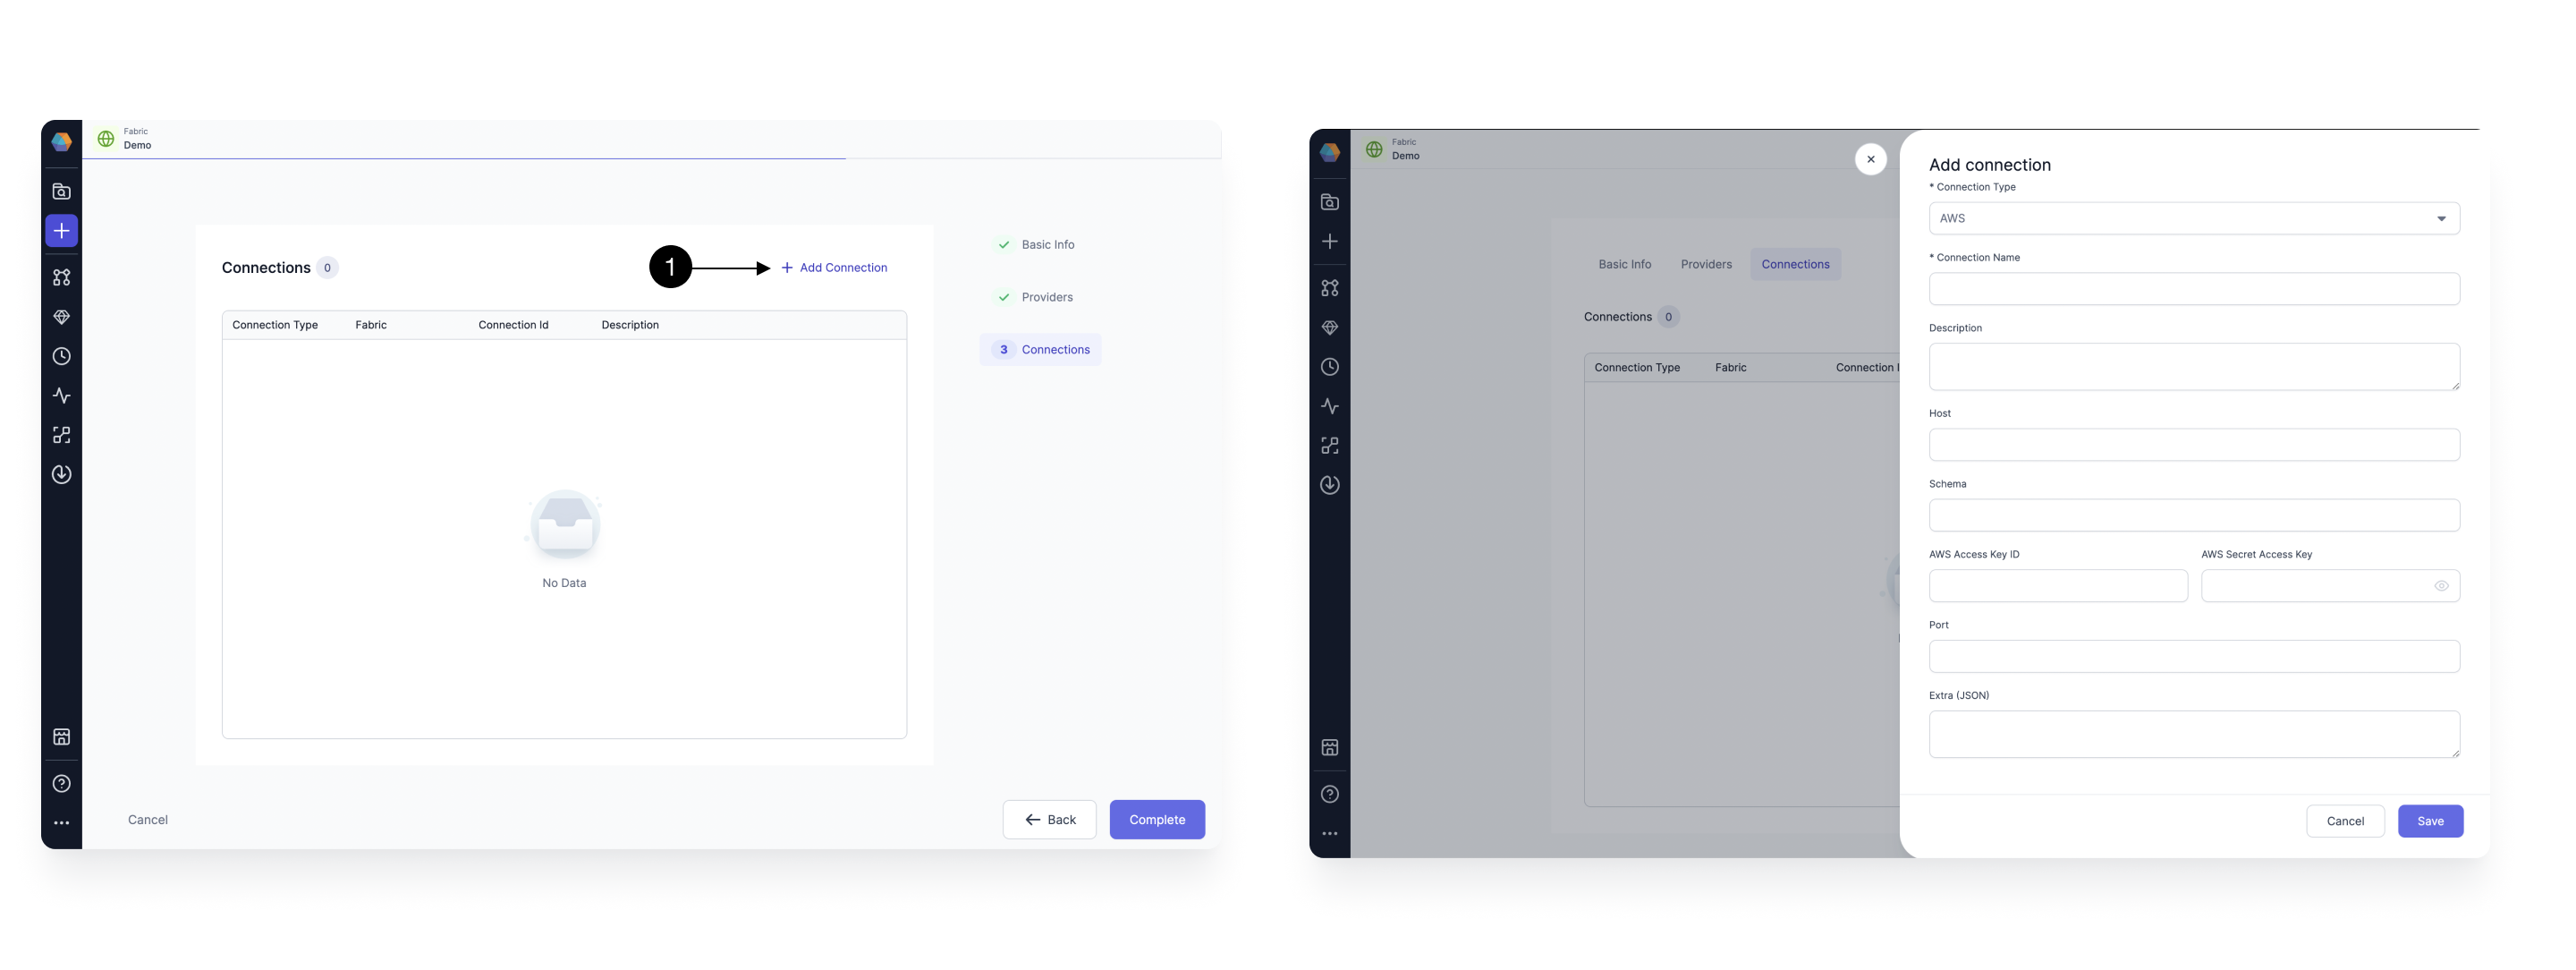 Fabric
Demo
Connections 0
1
+ Add Connection
Connection Type Fabric Connection Id Description
No Data
Basic Info
Providers
3 Connections
Cancel
Back
Complete
Fabric
Demo
Basic Info Providers Connections
Connections 0
Connection Type Fabric Connection I
Add connection
* Connection Type
AWS
* Connection Name
Description
Host
Schema
AWS Access Key ID AWS Secret Access Key
Port
Extra (JSON)
Cancel Save